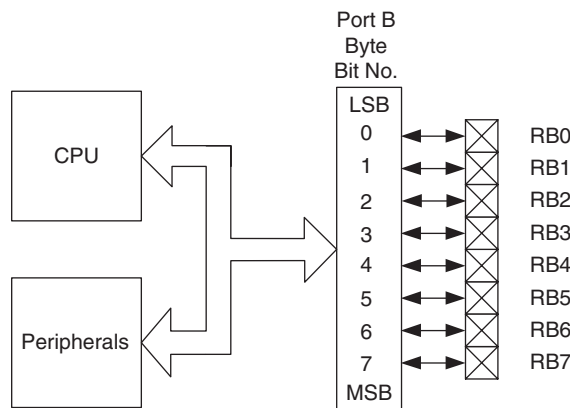 Port B
Byte
Bit No.
CPU
Peripherals
LSB
0 RB0
1 RB1
2 RB2
3 RB3
4 RB4
5 RB5
6 RB6
7 RB7
MSB